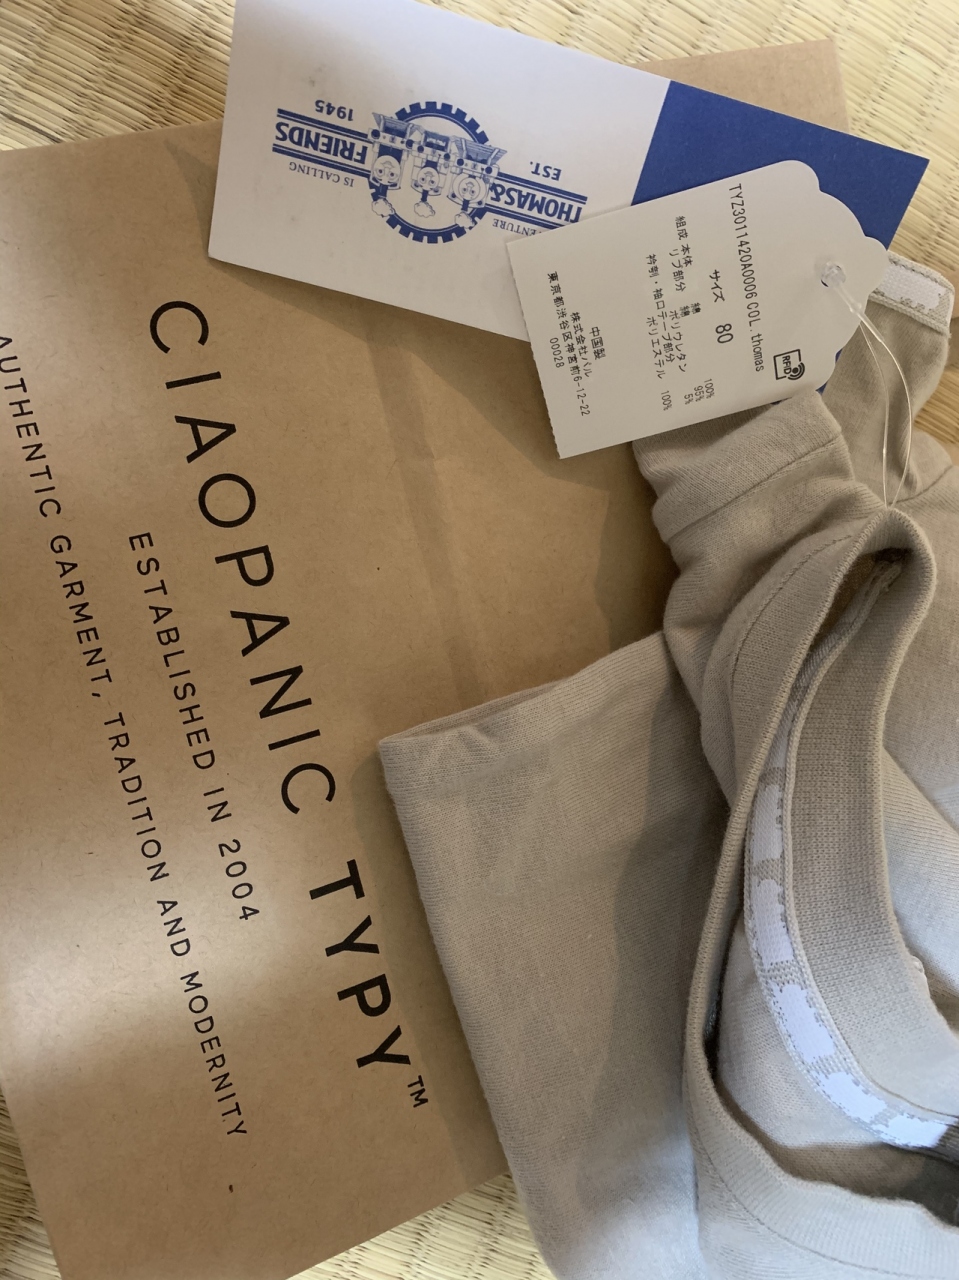 CIAOPANIC TYPY™
ESTABLISHED IN 2004
AUTHENTIC GARMENT, TRADITION AND MODERNITY
IS CALLING
THOMAS& FRIENDS
EST. 1945
TYZ3011420A0006 COL. thomas
RFID
サイズ 80
組成 本体 綿 100%
リブ部分 綿 95%
ポリウレタン 5%
衿割・袖口テープ部分
ポリエステル 100%
中国製
株式会社パル
東京都渋谷区神宮前6-12-22
00028